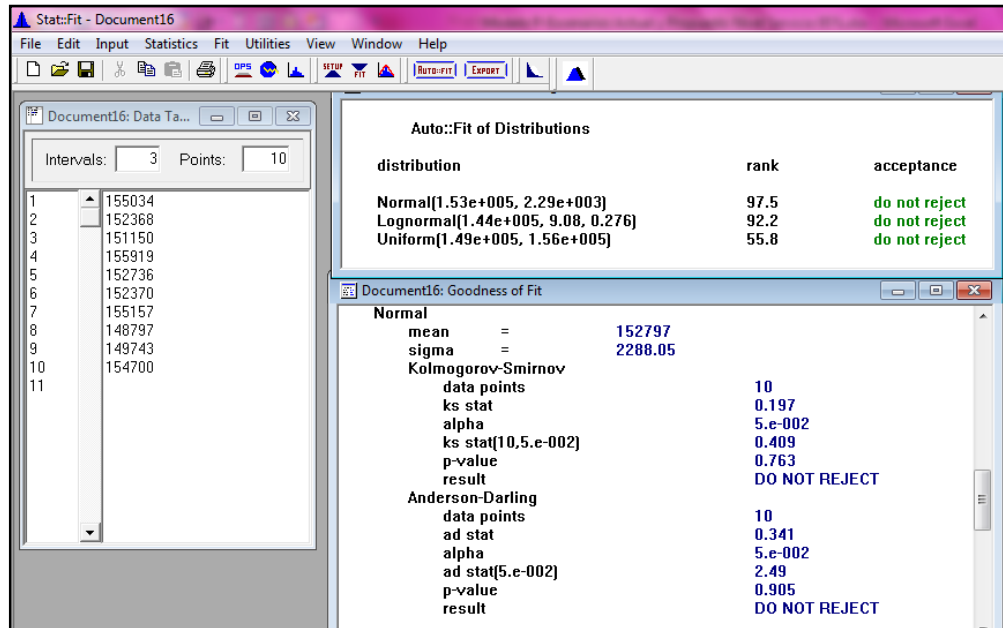 Stat::Fit - Document16
File Edit Input Statistics Fit Utilities View Window Help
OPS SETUP FIT AUTO::FIT EXPORT
Document16: Data Ta...
Intervals: 3 Points: 10
1 155034
2 152368
3 151150
4 155919
5 152736
6 152370
7 155157
8 148797
9 149743
10 154700
11
Auto::Fit of Distributions
distribution rank acceptance
Normal(1.53e+005, 2.29e+003) 97.5 do not reject
Lognormal(1.44e+005, 9.08, 0.276) 92.2 do not reject
Uniform(1.49e+005, 1.56e+005) 55.8 do not reject
Document16: Goodness of Fit
Normal
mean = 152797
sigma = 2288.05
Kolmogorov-Smirnov
data points 10
ks stat 0.197
alpha 5.e-002
ks stat(10,5.e-002) 0.409
p-value 0.763
result DO NOT REJECT
Anderson-Darling
data points 10
ad stat 0.341
alpha 5.e-002
ad stat(5.e-002) 2.49
p-value 0.905
result DO NOT REJECT